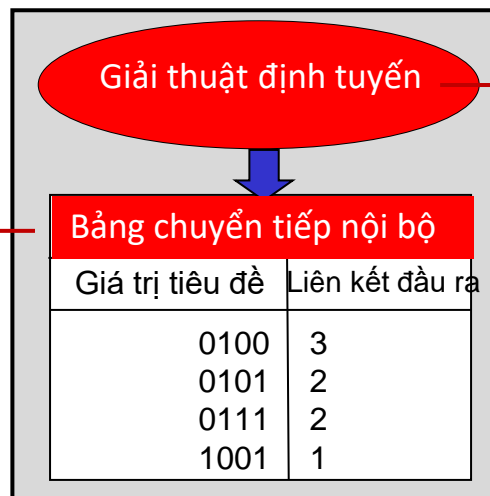 Giải thuật định tuyến
Bảng chuyển tiếp nội bộ
Giá trị tiêu đề Liên kết đầu ra
0100 3
0101 2
0111 2
1001 1